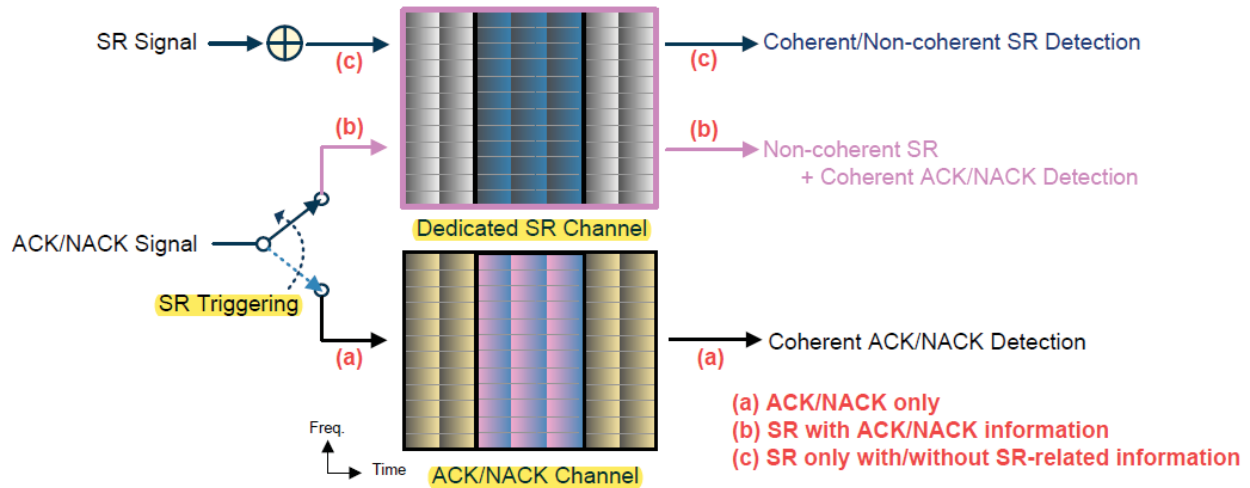 SR Signal
(c)
(c)
Coherent/Non-coherent SR Detection
(b)
(b)
Non-coherent SR
+ Coherent ACK/NACK Detection
Dedicated SR Channel
ACK/NACK Signal
SR Triggering
(a)
(a)
Coherent ACK/NACK Detection
(a) ACK/NACK only
(b) SR with ACK/NACK information
(c) SR only with/without SR-related information
Freq.
Time
ACK/NACK Channel